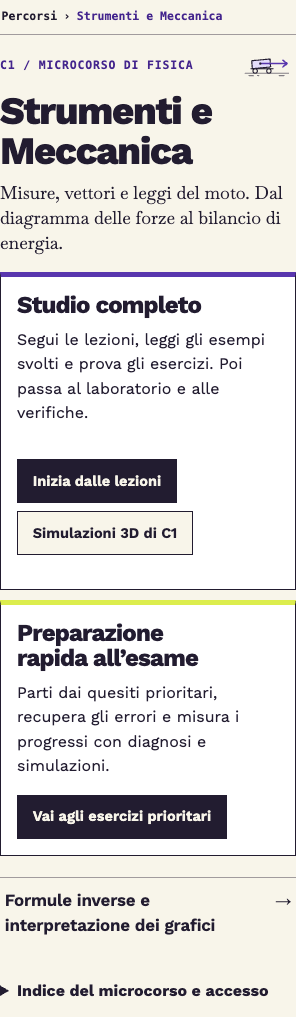 Percorsi › Strumenti e Meccanica
C1 / MICROCORSO DI FISICA
Strumenti e
Meccanica
Misure, vettori e leggi del moto. Dal
diagramma delle forze al bilancio di
energia.
Studio completo
Segui le lezioni, leggi gli esempi
svolti e prova gli esercizi. Poi
passa al laboratorio e alle
verifiche.
Inizia dalle lezioni
Simulazioni 3D di C1
Preparazione
rapida all’esame
Parti dai quesiti prioritari,
recupera gli errori e misura i
progressi con diagnosi e
simulazioni.
Vai agli esercizi prioritari
Formule inverse e →
interpretazione dei grafici
▶ Indice del microcorso e accesso